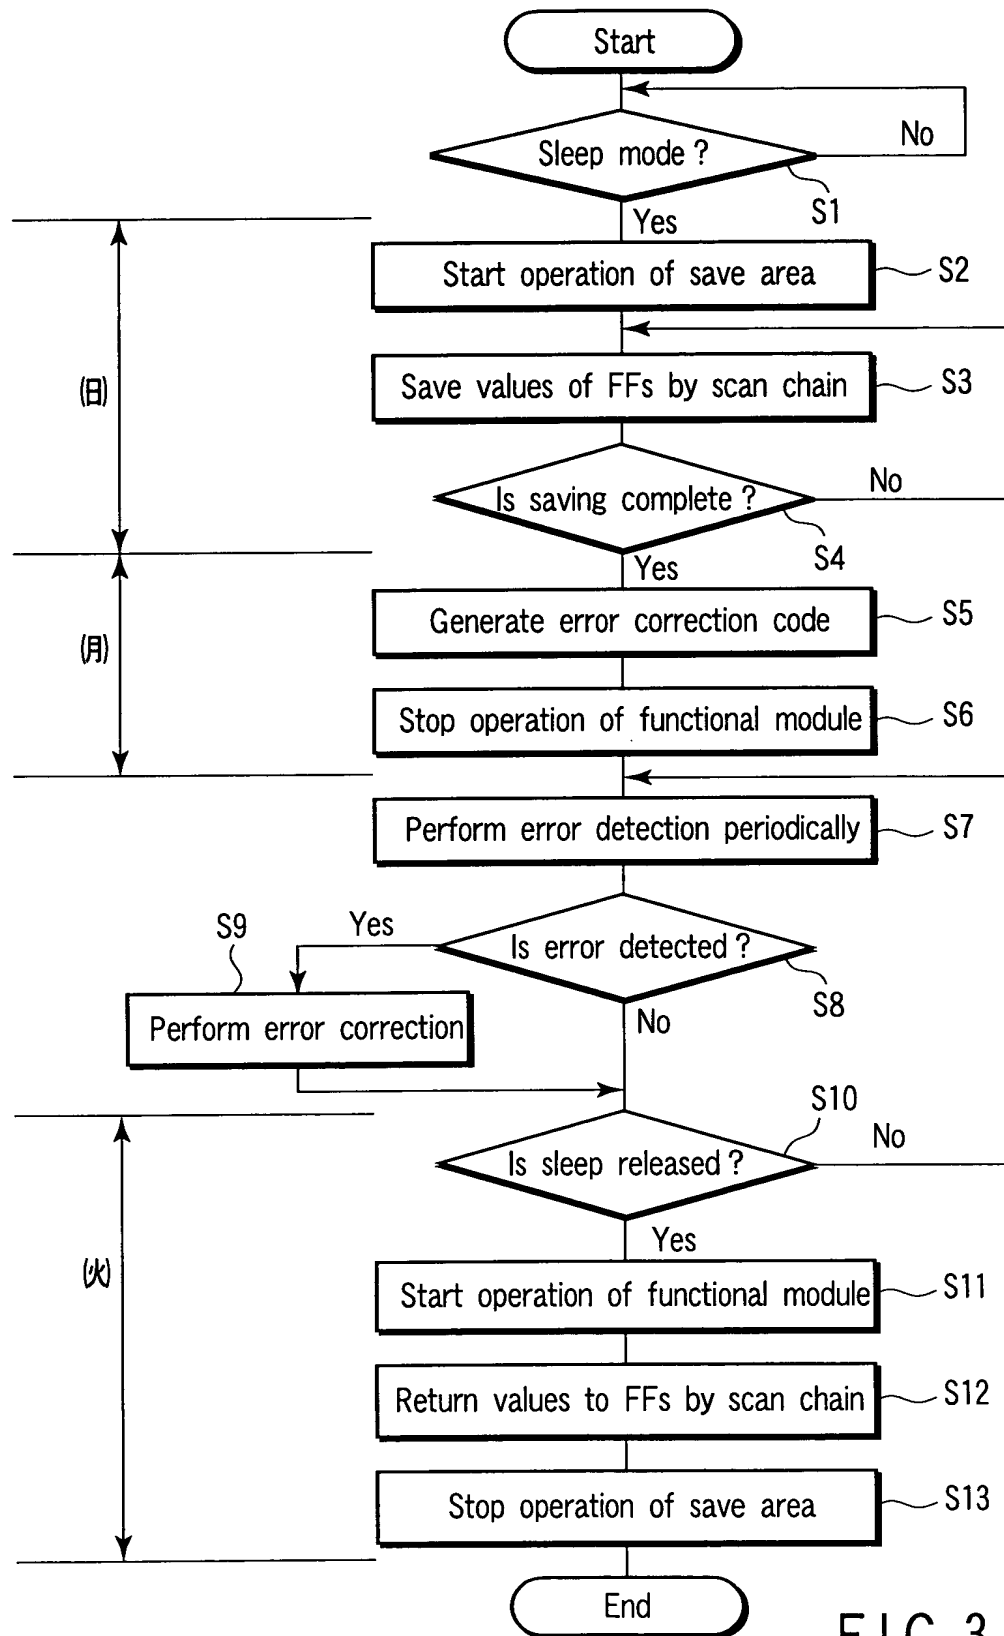 Start
No
Sleep mode?
S1
Yes
Start operation of save area
S2
(日)
Save values of FFs by scan chain
S3
Is saving complete?
No
S4
Yes
Generate error correction code
S5
(月)
Stop operation of functional module
S6
Perform error detection periodically
S7
S9
Yes
Is error detected?
S8
No
Perform error correction
S10
Is sleep released?
No
Yes
(火)
Start operation of functional module
S11
Return values to FFs by scan chain
S12
Stop operation of save area
S13
End
FIG. 3